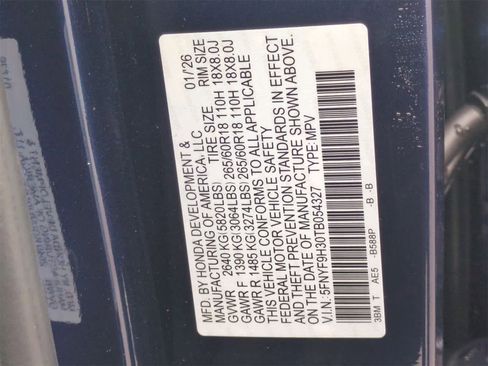 MFD. BY HONDA DEVELOPMENT & 01/26
MANUFACTURING OF AMERICA, LLC
TIRE SIZE RIM SIZE
GVWR 2640 KG(5820LBS)
GAWR F 1390 KG(3064LBS) 265/60R18 110H 18X8.0J
GAWR R 1485 KG(3274LBS) 265/60R18 110H 18X8.0J
THIS VEHICLE CONFORMS TO ALL APPLICABLE
FEDERAL MOTOR VEHICLE SAFETY
AND THEFT PREVENTION STANDARDS IN EFFECT
ON THE DATE OF MANUFACTURE SHOWN ABOVE.
V.I.N.: 5FNYF9H30TB054327 TYPE:MPV
3BM T AE5 -B588P -B -B